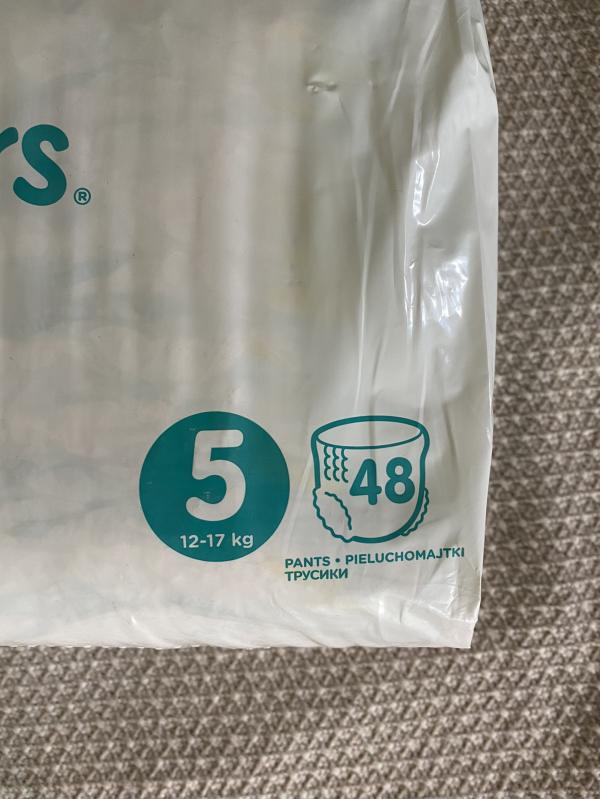 rs®
5
12-17 kg
48
PANTS • PIELUCHOMAJTKI
ТРУСИКИ